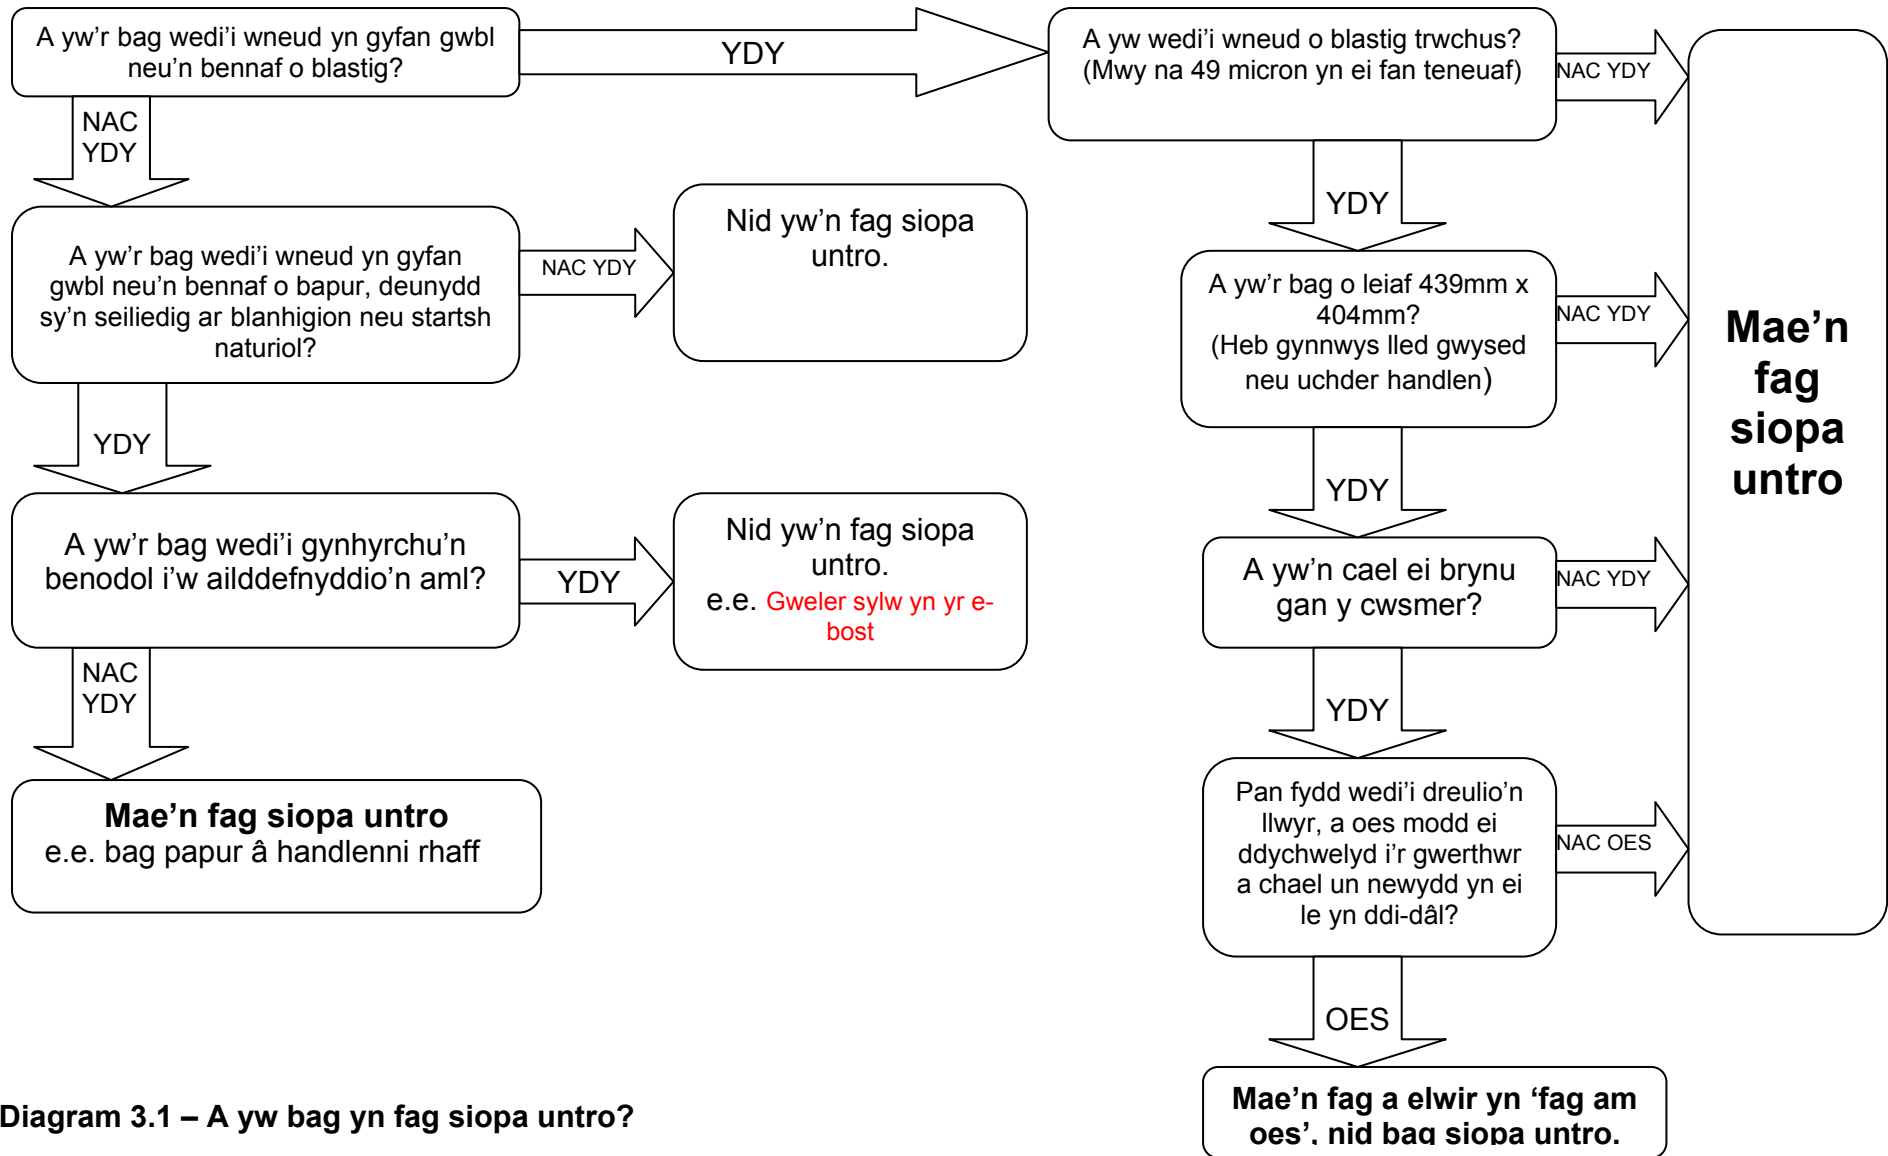 A yw'r bag wedi'i wneud yn gyfan gwbl
neu'n bennaf o blastig?
YDY
A yw wedi'i wneud o blastig trwchus?
(Mwy na 49 micron yn ei fan teneuaf)
NAC YDY
NAC
YDY
YDY
A yw'r bag wedi'i wneud yn gyfan
gwbl neu'n bennaf o bapur, deunydd
sy'n seiliedig ar blanhigion neu startsh
naturiol?
NAC YDY
Nid yw'n fag siopa
untro.
A yw'r bag o leiaf 439mm x
404mm?
(Heb gynnwys lled gwysed
neu uchder handlen)
NAC YDY
Mae'n
fag
siopa
untro
YDY
YDY
A yw'r bag wedi'i gynhyrchu'n
benodol i'w ailddefnyddio'n aml?
YDY
Nid yw'n fag siopa
untro.
e.e. Gweler sylw yn yr e-
bost
A yw'n cael ei brynu
gan y cwsmer?
NAC YDY
NAC
YDY
YDY
Mae'n fag siopa untro
e.e. bag papur â handlenni rhaff
Pan fydd wedi'i dreulio'n
llwyr, a oes modd ei
ddychwelyd i'r gwerthwr
a chael un newydd yn ei
le yn ddi-dâl?
NAC OES
OES
Mae'n fag a elwir yn 'fag am
oes', nid bag siopa untro.
Diagram 3.1 – A yw bag yn fag siopa untro?